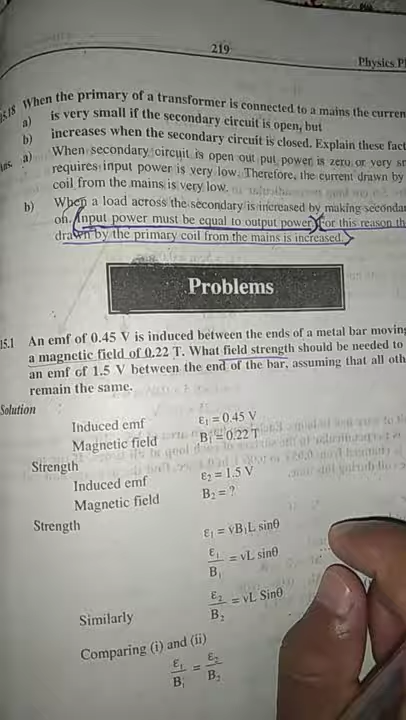 219
Physics
15.18 When the primary of a transformer is connected to a mains the
a) is very small if the secondary circuit is open, but
b) increases when the secondary circuit is closed. Explain these
Ans. a) When secondary circuit is open out put power is zero or very
requires input power is very low. Therefore, the current drawn by
coil from the mains is very low.
b) When a load across the secondary is increased by making
on. Input power must be equal to output power for this reason
drawn by the primary coil from the mains is increased.
Problems
15.1 An emf of 0.45 V is induced between the ends of a metal bar
a magnetic field of 0.22 T. What field strength should be needed to
an emf of 1.5 V between the end of the bar, assuming that all
remain the same.
Solution
Induced emf ε₁ = 0.45 V
Magnetic field B₁ = 0.22 T
Strength
Induced emf ε₂ = 1.5 V
Magnetic field B₂ = ?
Strength
ε₁ = vB₁L sinθ
ε₁/B₁ = vL sinθ
Similarly ε₂/B₂ = vL Sinθ
Comparing (i) and (ii)
ε₁/B₁ = ε₂/B₂